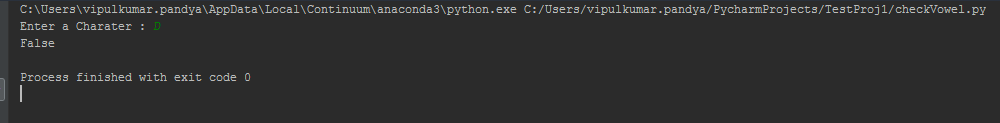 C:\Users\vipulkumar.pandya\AppData\Local\Continuum\anaconda3\python.exe C:/Users/vipulkumar.pandya/PycharmProjects/TestProj1/checkVowel.py
Enter a Charater : D
False
Process finished with exit code 0